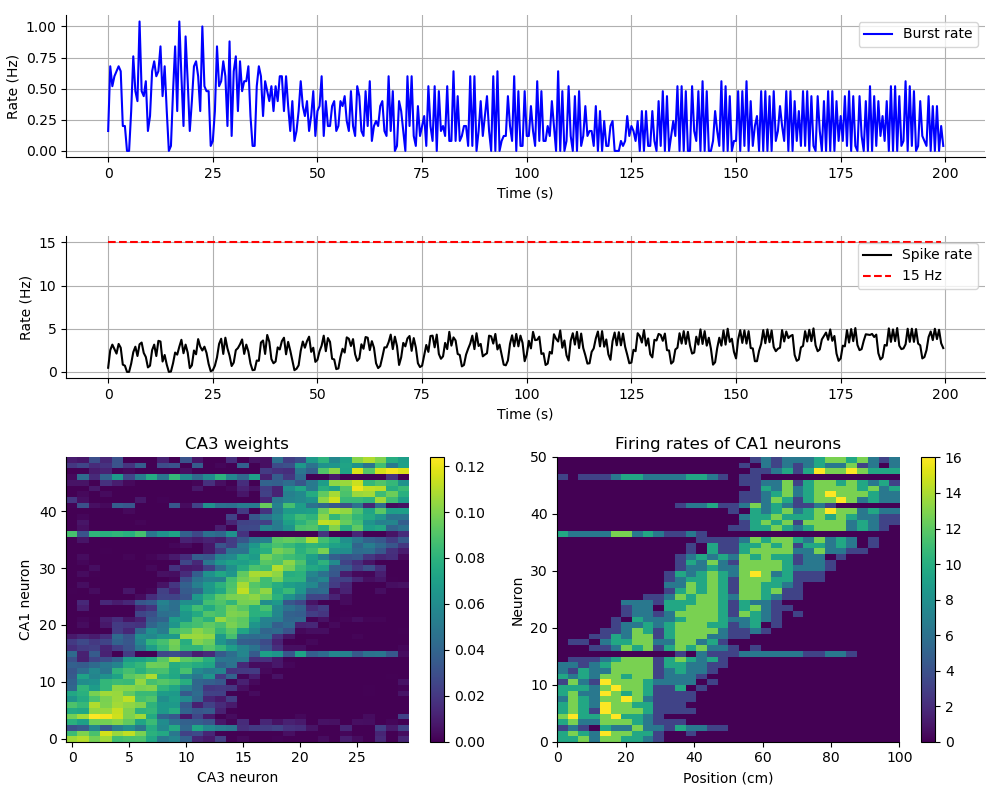 1.00
0.75
0.50
0.25
0.00
Rate (Hz)
Burst rate
0 25 50 75 100 125 150 175 200
Time (s)
15
10
5
0
Rate (Hz)
Spike rate
15 Hz
0 25 50 75 100 125 150 175 200
Time (s)
CA3 weights
40
30
20
10
0
CA1 neuron
0 5 10 15 20 25
CA3 neuron
0.12
0.10
0.08
0.06
0.04
0.02
0.00
Firing rates of CA1 neurons
50
40
30
20
10
0
Neuron
0 20 40 60 80 100
Position (cm)
16
14
12
10
8
6
4
2
0